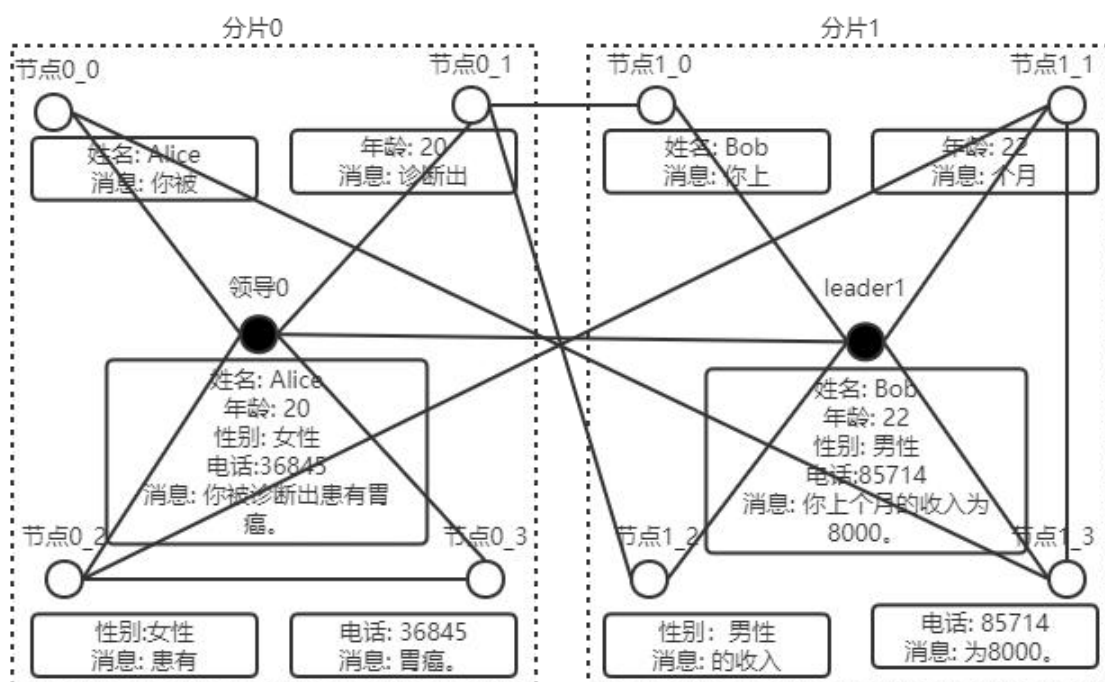 分片0
分片1
节点0_0
节点0_1
节点1_0
节点1_1
姓名: Alice
消息: 你被
年龄: 20
消息: 诊断出
姓名: Bob
消息: 你上
年龄: 22
消息: 个月
领导0
leader1
姓名: Alice
年龄: 20
性别: 女性
电话:36845
消息: 你被诊断出患有胃
癌。
姓名: Bob
年龄: 22
性别: 男性
电话:85714
消息: 你上个月的收入为
8000。
节点0_2
节点0_3
节点1_2
节点1_3
性别:女性
消息: 患有
电话: 36845
消息: 胃癌。
性别：男性
消息: 的收入
电话: 85714
消息: 为8000。